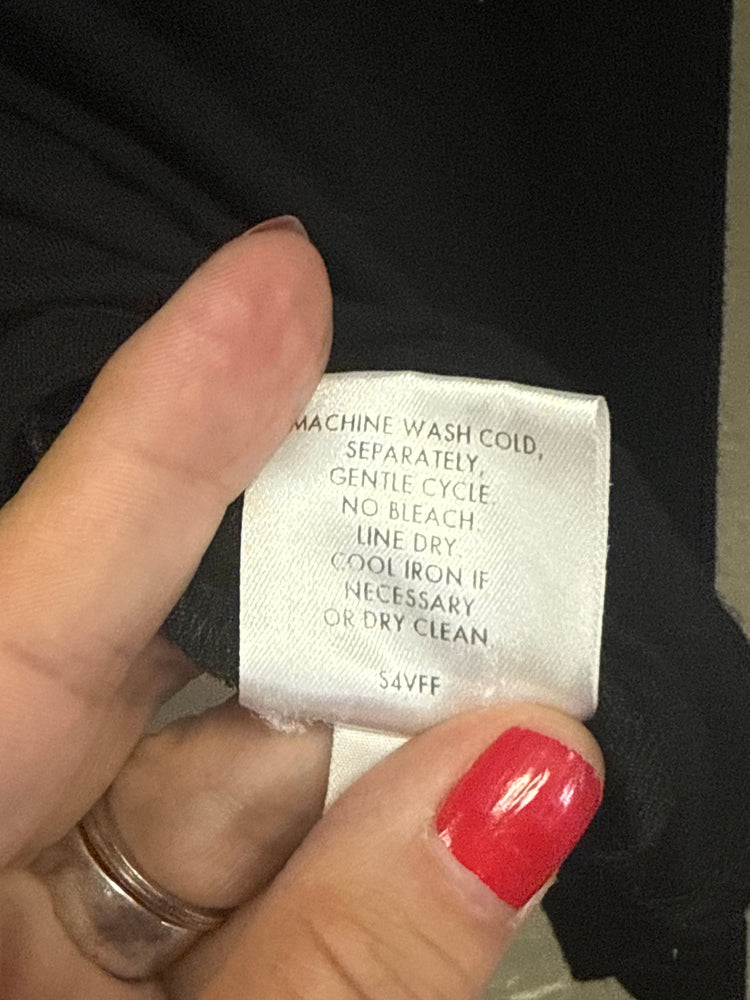 MACHINE WASH COLD,
SEPARATELY,
GENTLE CYCLE.
NO BLEACH.
LINE DRY.
COOL IRON IF
NECESSARY
OR DRY CLEAN
S4VFF